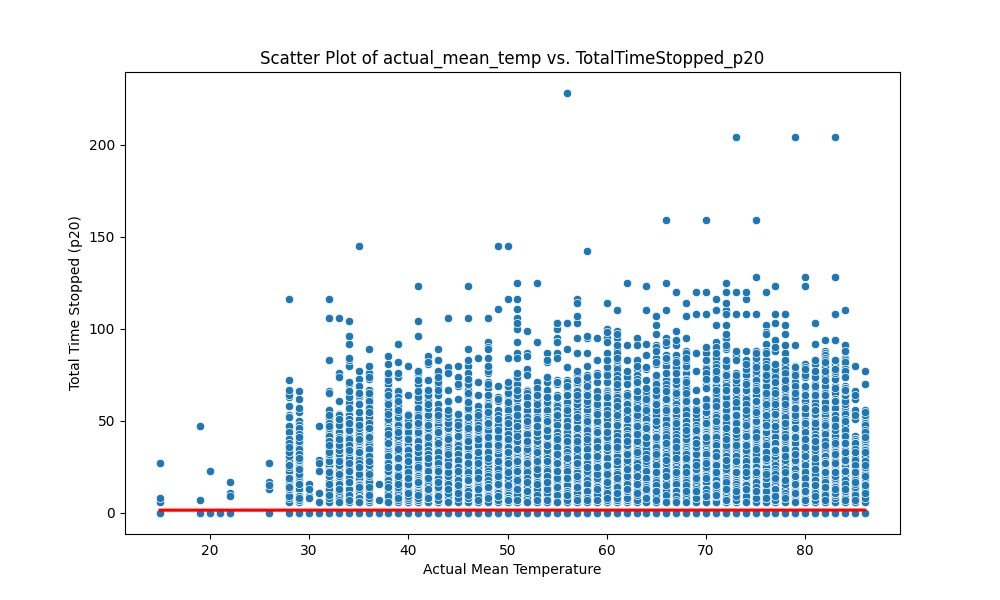 Scatter Plot of actual_mean_temp vs. TotalTimeStopped_p20
Total Time Stopped (p20)
200
150
100
50
0
20 30 40 50 60 70 80
Actual Mean Temperature